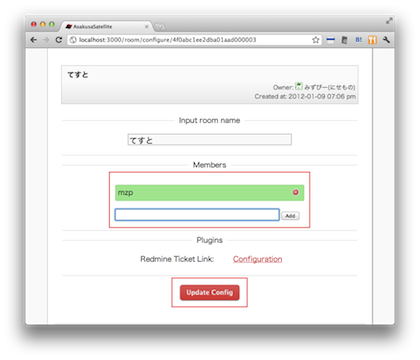 AsakusaSatellite
localhost:3000/room/configure/4f0abc1ee2dba01aad000003
てすと
Owner: みずぴー(にせもの)
Created at: 2012-01-09 07:06 pm
Input room name
てすと
Members
mzp
Add
Plugins
Redmine Ticket Link: Configuration
Update Config